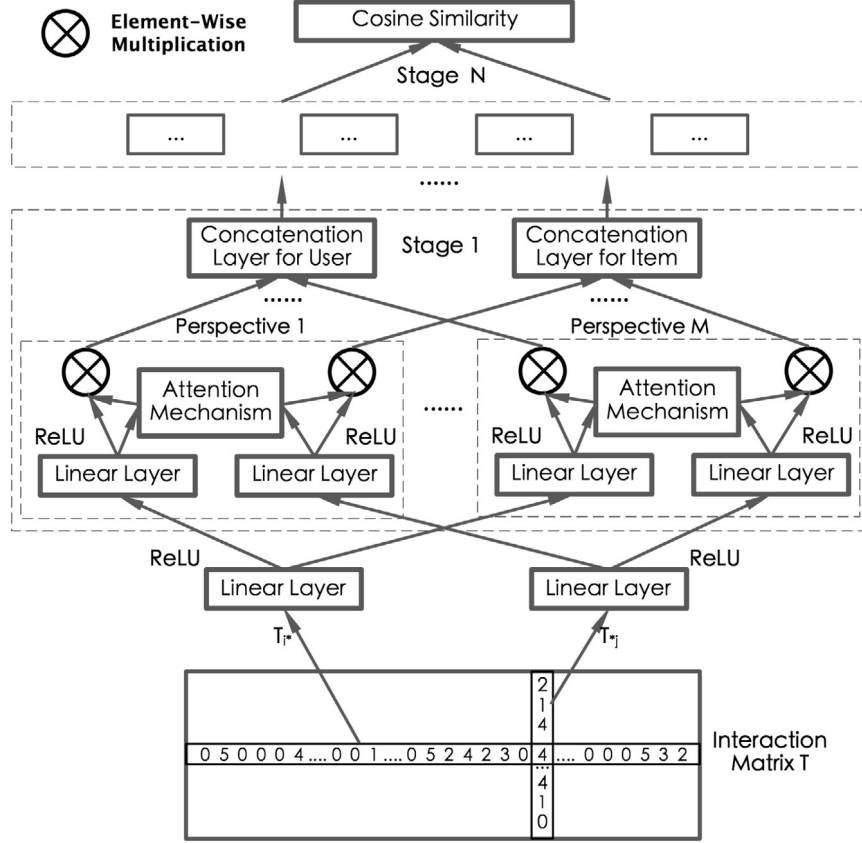 Element-Wise
Multiplication
Cosine Similarity
Stage N
...
...
...
...
......
Concatenation
Layer for User
Stage 1
Concatenation
Layer for Item
......
......
Perspective 1
Perspective M
Attention
Mechanism
......
Attention
Mechanism
ReLU
ReLU
ReLU
ReLU
Linear Layer
Linear Layer
Linear Layer
Linear Layer
ReLU
ReLU
Linear Layer
Linear Layer
Ti*
T*j
2
1
4
0 5 0 0 0 4 .... 0 0 1 .... 0 5 2 4 2 3 0 4 .... 0 0 0 5 3 2
...
4
1
0
Interaction
Matrix T